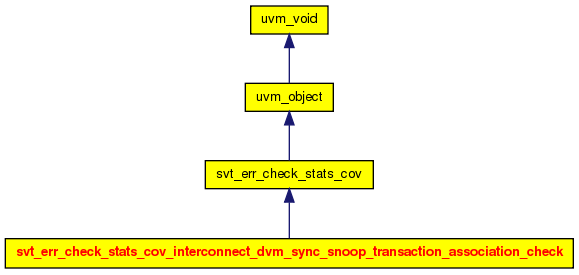 uvm_void
uvm_object
svt_err_check_stats_cov
svt_err_check_stats_cov_interconnect_dvm_sync_snoop_transaction_association_check